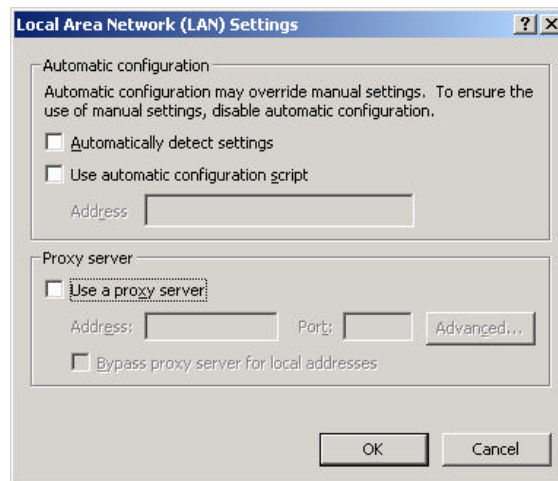 Local Area Network (LAN) Settings
Automatic configuration
Automatic configuration may override manual settings. To ensure the
use of manual settings, disable automatic configuration.
Automatically detect settings
Use automatic configuration script
Address
Proxy server
Use a proxy server
Address: Port: Advanced...
Bypass proxy server for local addresses
OK Cancel